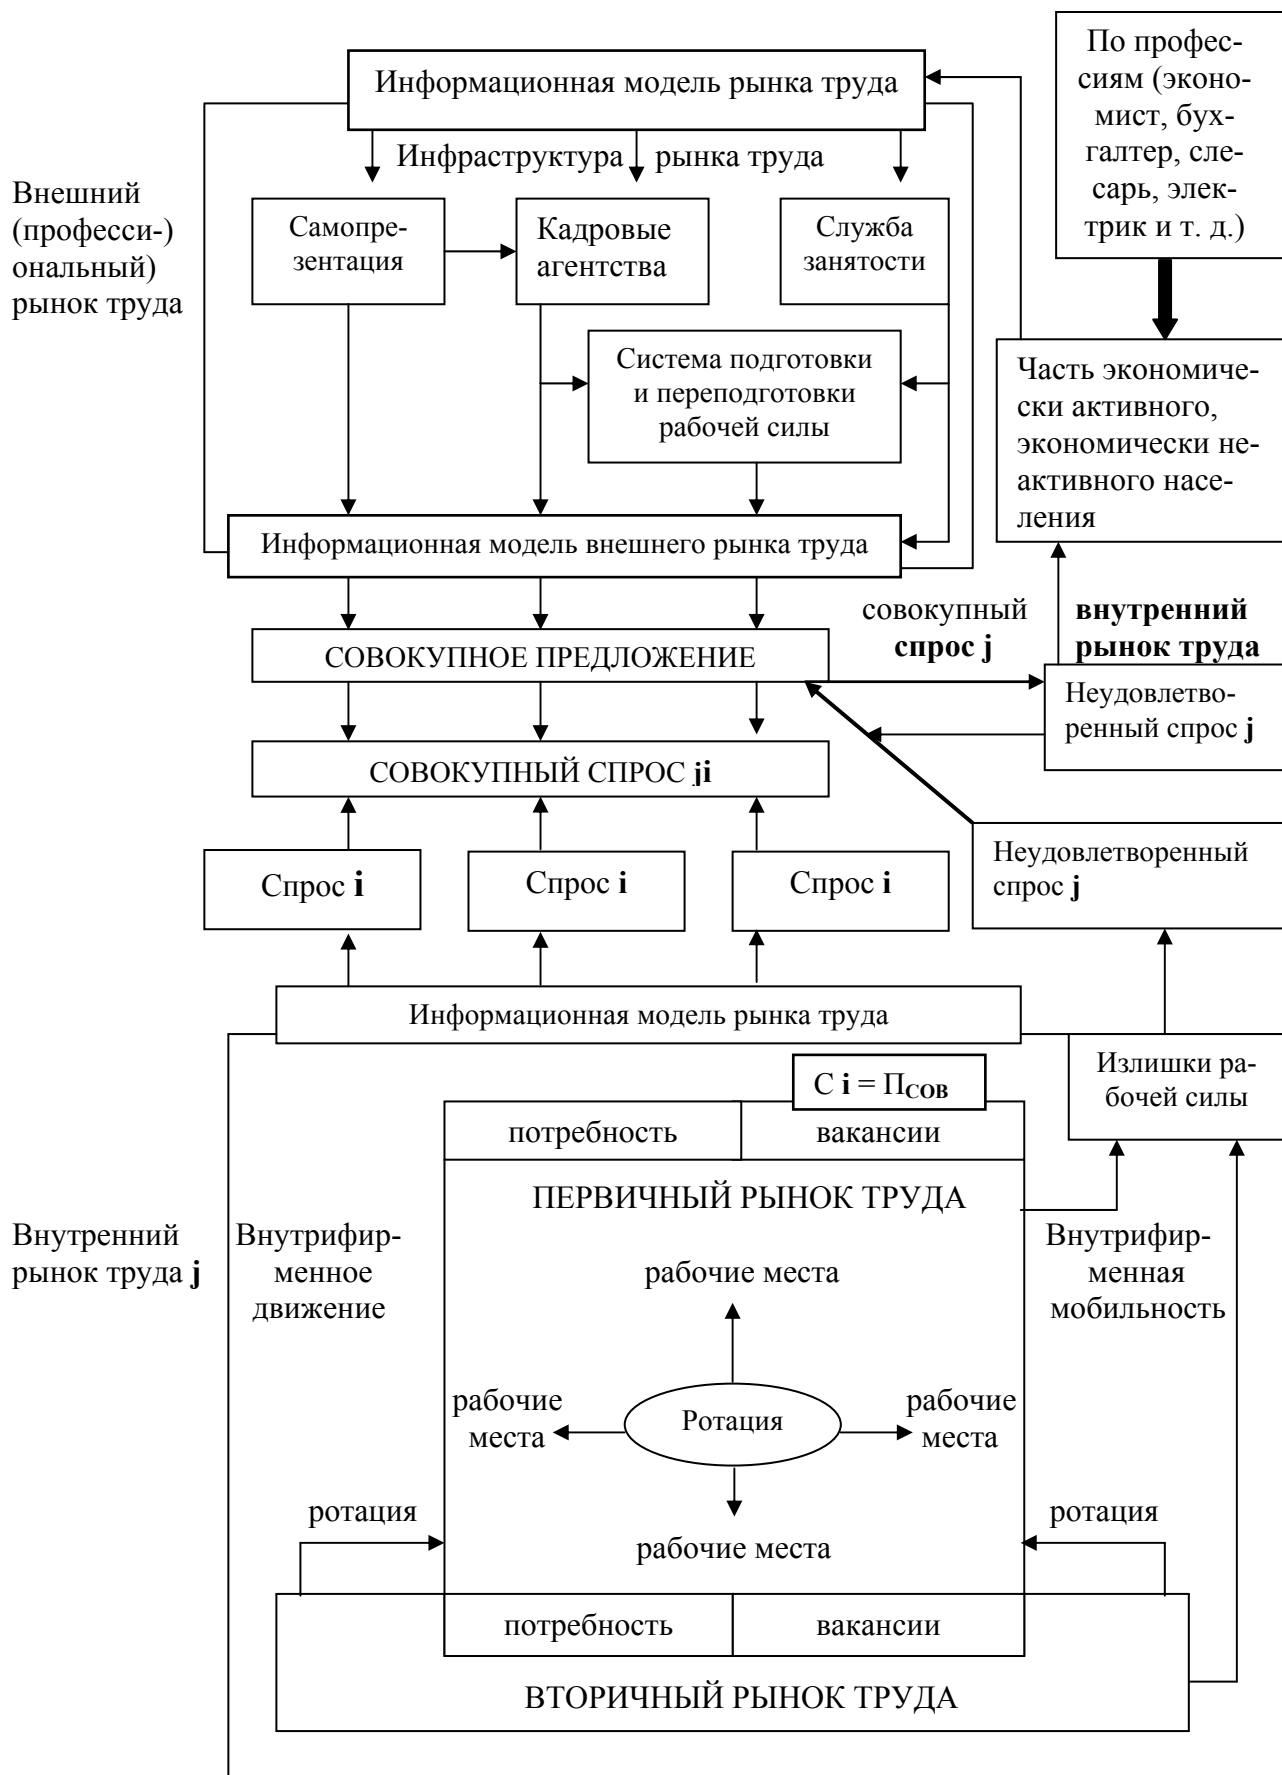 По профес-
сиям (эконо-
мист, бух-
галтер, сле-
сарь, элек-
трик и т. д.)
Информационная модель рынка труда
Инфраструктура рынка труда
Внешний
(професси-)
ональный)
рынок труда
Самопре-
зентация
Кадровые
агентства
Служба
занятости
Система подготовки
и переподготовки
рабочей силы
Часть экономиче-
ски активного,
экономически не-
активного насе-
ления
Информационная модель внешнего рынка труда
совокупный
спрос j
внутренний
рынок труда
СОВОКУПНОЕ ПРЕДЛОЖЕНИЕ
Неудовлетво-
ренный спрос j
СОВОКУПНЫЙ СПРОС ji
Неудовлетворенный
спрос j
Спрос i
Спрос i
Спрос i
Информационная модель рынка труда
Излишки ра-
бочей силы
С i = ПСОВ
потребность
вакансии
ПЕРВИЧНЫЙ РЫНОК ТРУДА
Внутренний
рынок труда j
Внутрифир-
менное
движение
рабочие места
Внутрифир-
менная
мобильность
рабочие
места
Ротация
рабочие
места
ротация
рабочие места
ротация
потребность
вакансии
ВТОРИЧНЫЙ РЫНОК ТРУДА